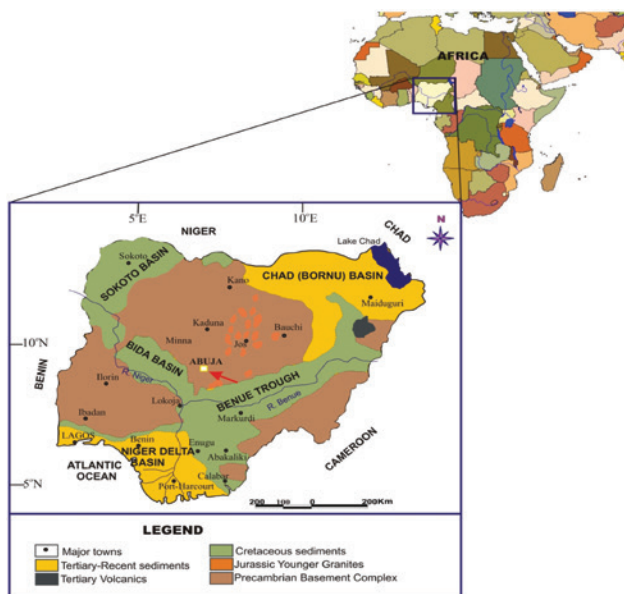 AFRICA
5°E
10°E
N
NIGER
CHAD
Lake Chad
Sokoto
SOKOTO BASIN
Kano
CHAD (BORNU) BASIN
Maiduguri
Kaduna
Minna
Jos
Bauchi
10°N
BIDA BASIN
ABUJA
BENIN
Ilorin
R. Niger
BENUE TROUGH
Lokoja
R. Benue
Ibadan
Markurdi
LAGOS
Benin
Enugu
NIGER DELTA
BASIN
Abakaliki
CAMEROON
ATLANTIC
OCEAN
5°N
Calabar
Port-Harcourt
200 100 0 200Km
LEGEND
Major towns
Cretaceous sediments
Tertiary-Recent sediments
Jurassic Younger Granites
Tertiary Volcanics
Precambrian Basement Complex